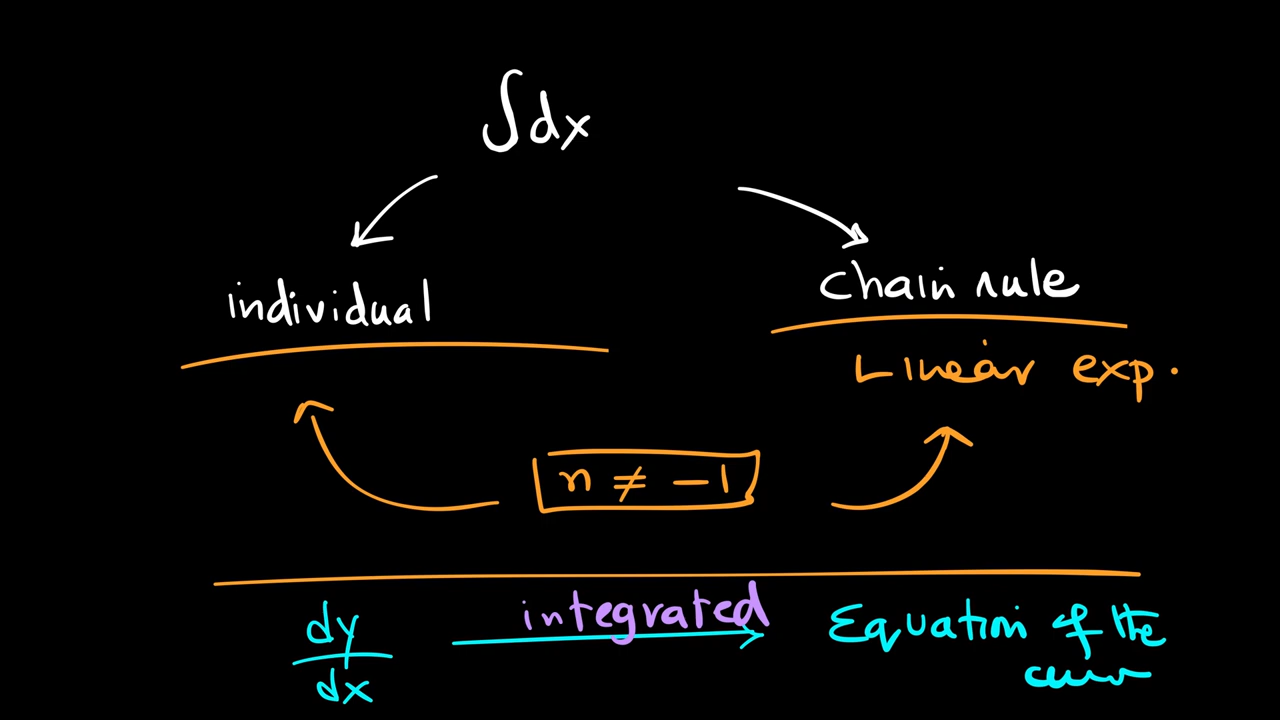 ∫dx
individual
Chain rule
Linear exp.
n ≠ -1
dy/dx
integrated
Equation of the
curve